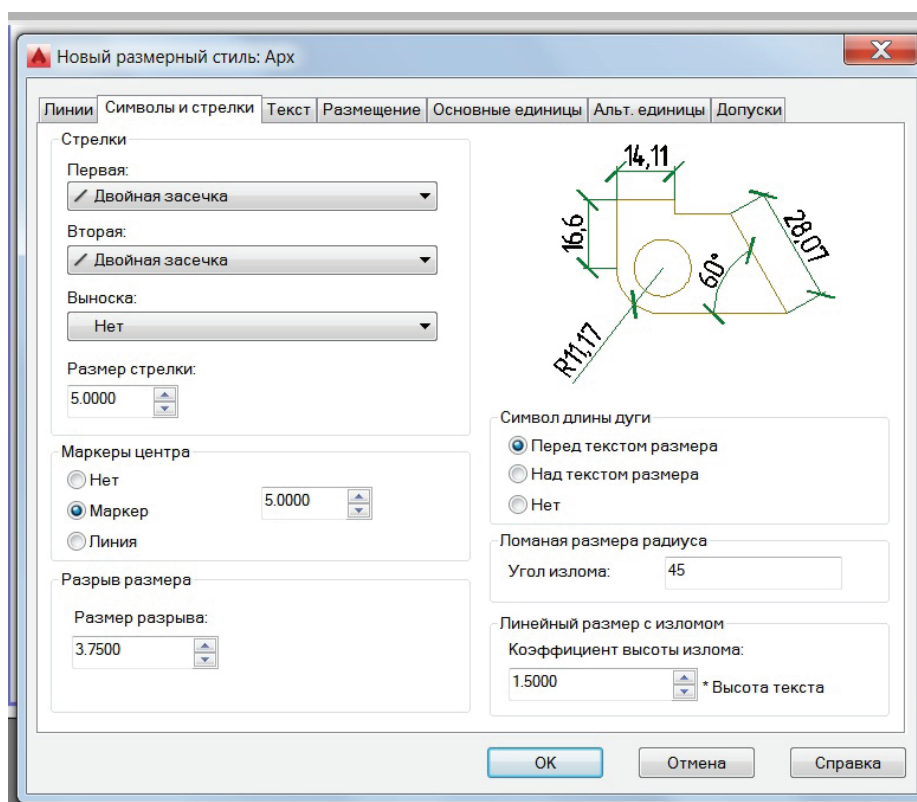 Новый размерный стиль: Арх
Линии Символы и стрелки Текст Размещение Основные единицы Альт. единицы Допуски
Стрелки
Первая:
Двойная засечка
Вторая:
Двойная засечка
Выноска:
Нет
Размер стрелки:
5.0000
Маркеры центра
Нет
Маркер
5.0000
Линия
Разрыв размера
Размер разрыва:
3.7500
14,11
16,6
28,07
60°
R11,17
Символ длины дуги
Перед текстом размера
Над текстом размера
Нет
Ломаная размера радиуса
Угол излома: 45
Линейный размер с изломом
Коэффициент высоты излома:
1.5000 * Высота текста
OK Отмена Справка